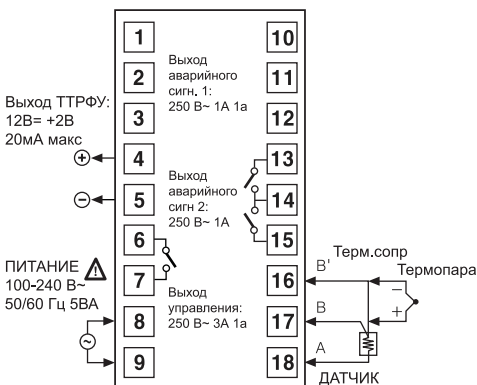 1
10
2
Выход
аварийного
сигн. 1:
250 В~ 1А 1а
11
Выход ТТРФУ:
12В= +2В
20мА макс
3
12
+
4
13
Выход
аварийного
сигн 2:
250 В~ 1А
−
5
14
6
15
ПИТАНИЕ
100-240 В~
50/60 Гц 5ВА
7
Выход
управления:
250 В~ 3А 1а
16
В'
Терм.сопр
Термопара
−
+
8
17
В
~
9
18
А
ДАТЧИК